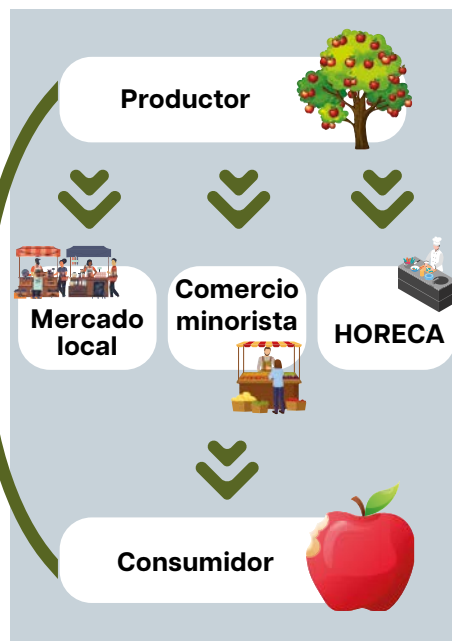 Productor
Mercado
local
Comercio
minorista
HORECA
Consumidor